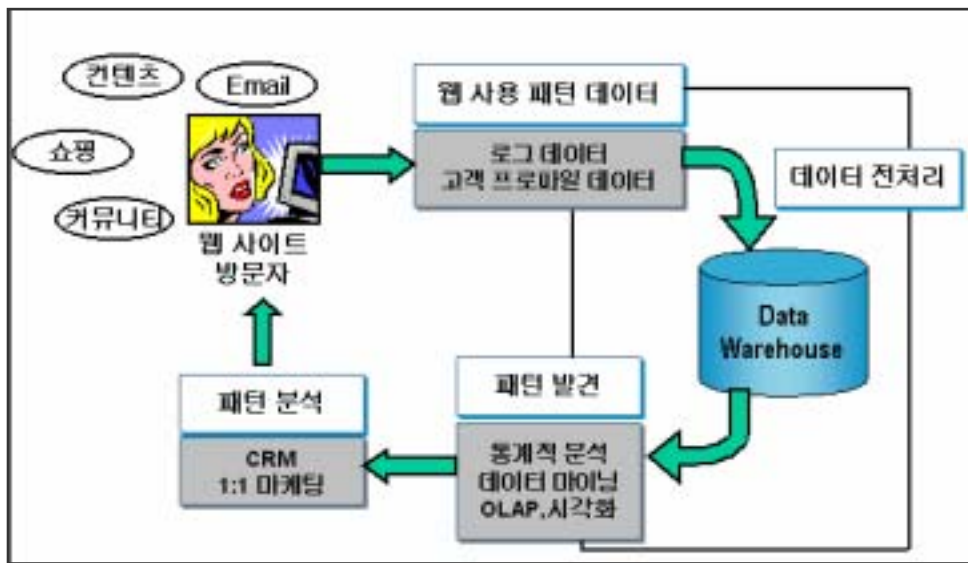 컨텐츠
Email
쇼핑
커뮤니티
웹 사이트
방문자
웹 사용 패턴 데이터
로그 데이터
고객 프로파일 데이터
데이터 전처리
Data
Warehouse
패턴 발견
통계적 분석
데이터 마이닝
OLAP,시각화
패턴 분석
CRM
1:1 마케팅